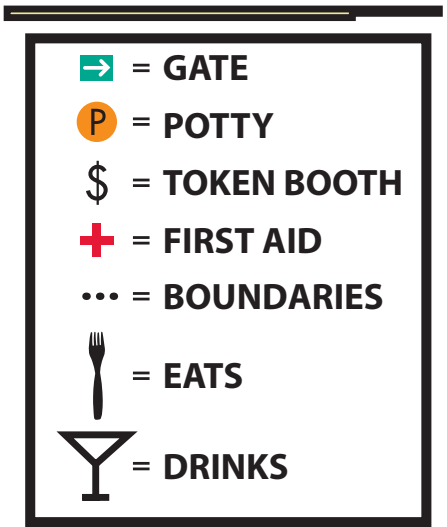 → = GATE
P = POTTY
$ = TOKEN BOOTH
+ = FIRST AID
••• = BOUNDARIES
= EATS
= DRINKS